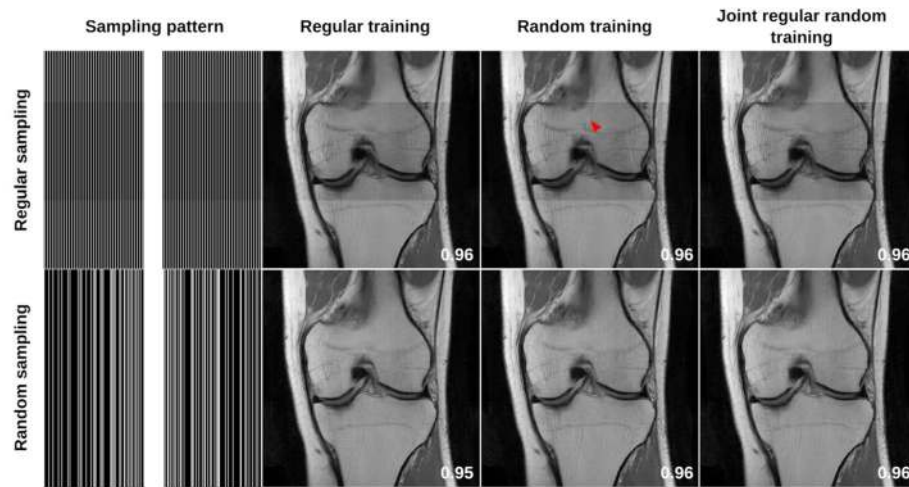 Sampling pattern
Regular training
Random training
Joint regular random
training
Regular sampling
0.96
0.96
0.96
Random sampling
0.95
0.96
0.96